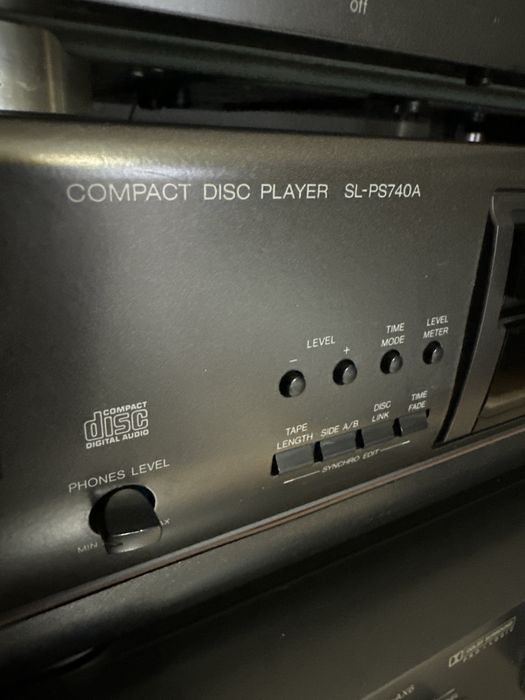 off
COMPACT DISC PLAYER SL-PS740A
LEVEL
- +
TIME
MODE
LEVEL
METER
COMPACT
disc
DIGITAL AUDIO
TAPE
LENGTH
SIDE A/B
DISC
LINK
TIME
FADE
SYNCHRO EDIT
PHONES LEVEL
MIN
AX